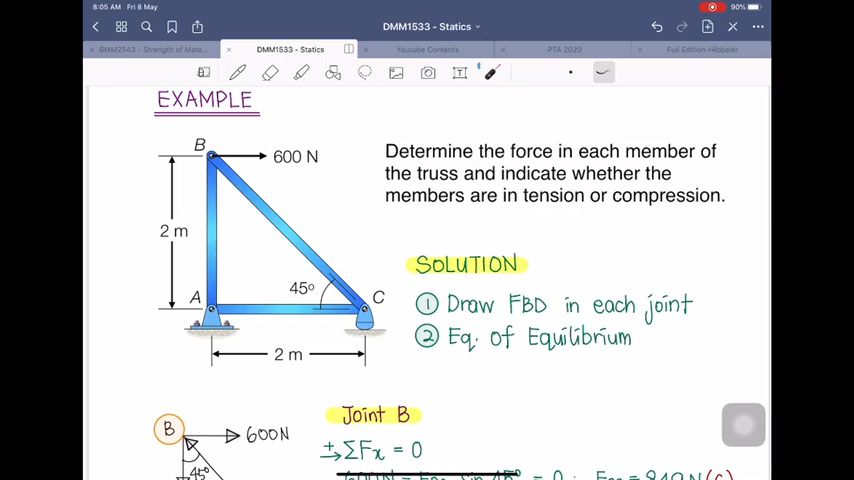 8:05 AM Fri 8 May
90%
DMM1533 - Statics
BMM2543 - Strength of Mate...
DMM1533 - Statics
Youtube Contents
PTA 2020
Full Edition-Hibbeler
EXAMPLE
B
600 N
Determine the force in each member of
the truss and indicate whether the
members are in tension or compression.
2 m
SOLUTION
45°
A
C
① Draw FBD in each joint
② Eq. of Equilibrium
2 m
Joint B
B
600N
+→ ΣFx = 0
45°